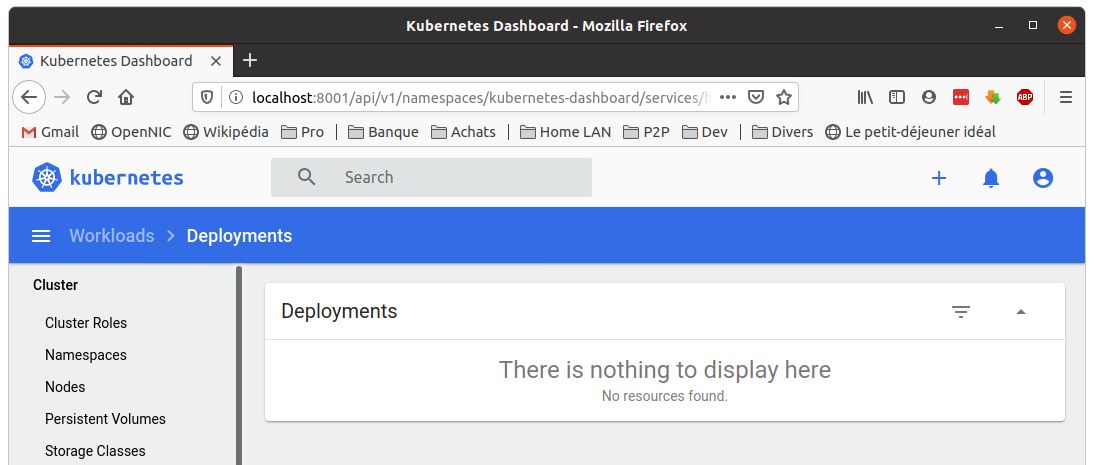 Kubernetes Dashboard - Mozilla Firefox
Kubernetes Dashboard
localhost:8001/api/v1/namespaces/kubernetes-dashboard/services/h
ABP
Gmail OpenNIC Wikipédia Pro Banque Achats Home LAN P2P Dev Divers Le petit-déjeuner idéal
kubernetes
Search
Workloads > Deployments
Cluster
Cluster Roles
Namespaces
Nodes
Persistent Volumes
Storage Classes
Deployments
There is nothing to display here
No resources found.